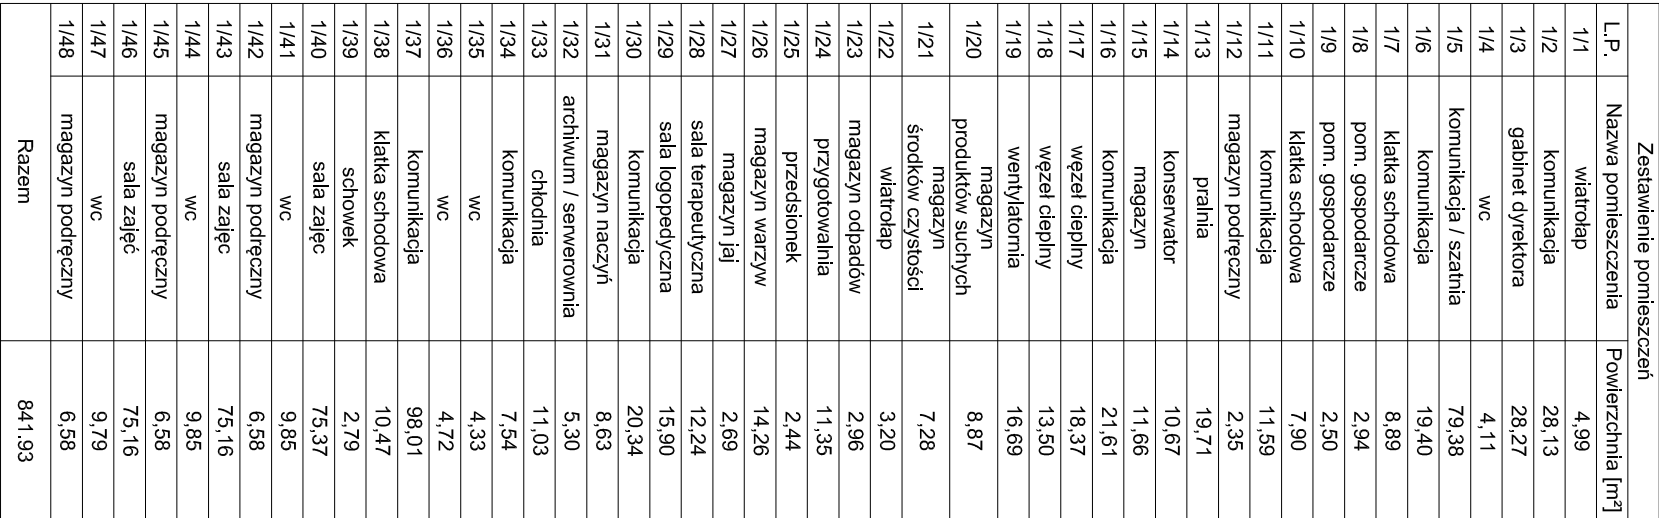 Zestawienie pomieszczeń
L.P. Nazwa pomieszczenia Powierzchnia [m²]
1/1 wiatrołap 4,99
1/2 komunikacja 28,13
1/3 gabinet dyrektora 28,27
1/4 wc 4,11
1/5 komunikacja / szatnia 79,38
1/6 komunikacja 19,40
1/7 klatka schodowa 8,89
1/8 pom. gospodarcze 2,94
1/9 pom. gospodarcze 2,50
1/10 klatka schodowa 7,90
1/11 komunikacja 11,59
1/12 magazyn podręczny 2,35
1/13 pralnia 19,71
1/14 konserwator 10,67
1/15 magazyn 11,66
1/16 komunikacja 21,61
1/17 węzeł cieplny 18,37
1/18 węzeł cieplny 13,50
1/19 wentylatornia 16,69
1/20 magazyn
produktów suchych 8,87
1/21 magazyn
środków czystości 7,28
1/22 wiatrołap 3,20
1/23 magazyn odpadów 2,96
1/24 przygotowalnia 11,35
1/25 przedsionek 2,44
1/26 magazyn warzyw 14,26
1/27 magazyn jaj 2,69
1/28 sala terapeutyczna 12,24
1/29 sala logopedyczna 15,90
1/30 komunikacja 20,34
1/31 magazyn naczyń 8,63
1/32 archiwum / serwerownia 5,30
1/33 chłodnia 11,03
1/34 komunikacja 7,54
1/35 wc 4,33
1/36 wc 4,72
1/37 komunikacja 98,01
1/38 klatka schodowa 10,47
1/39 schowek 2,79
1/40 sala zajęc 75,37
1/41 wc 9,85
1/42 magazyn podręczny 6,58
1/43 sala zajęc 75,16
1/44 wc 9,85
1/45 magazyn podręczny 6,58
1/46 sala zajęć 75,16
1/47 wc 9,79
1/48 magazyn podręczny 6,58
Razem 841.93